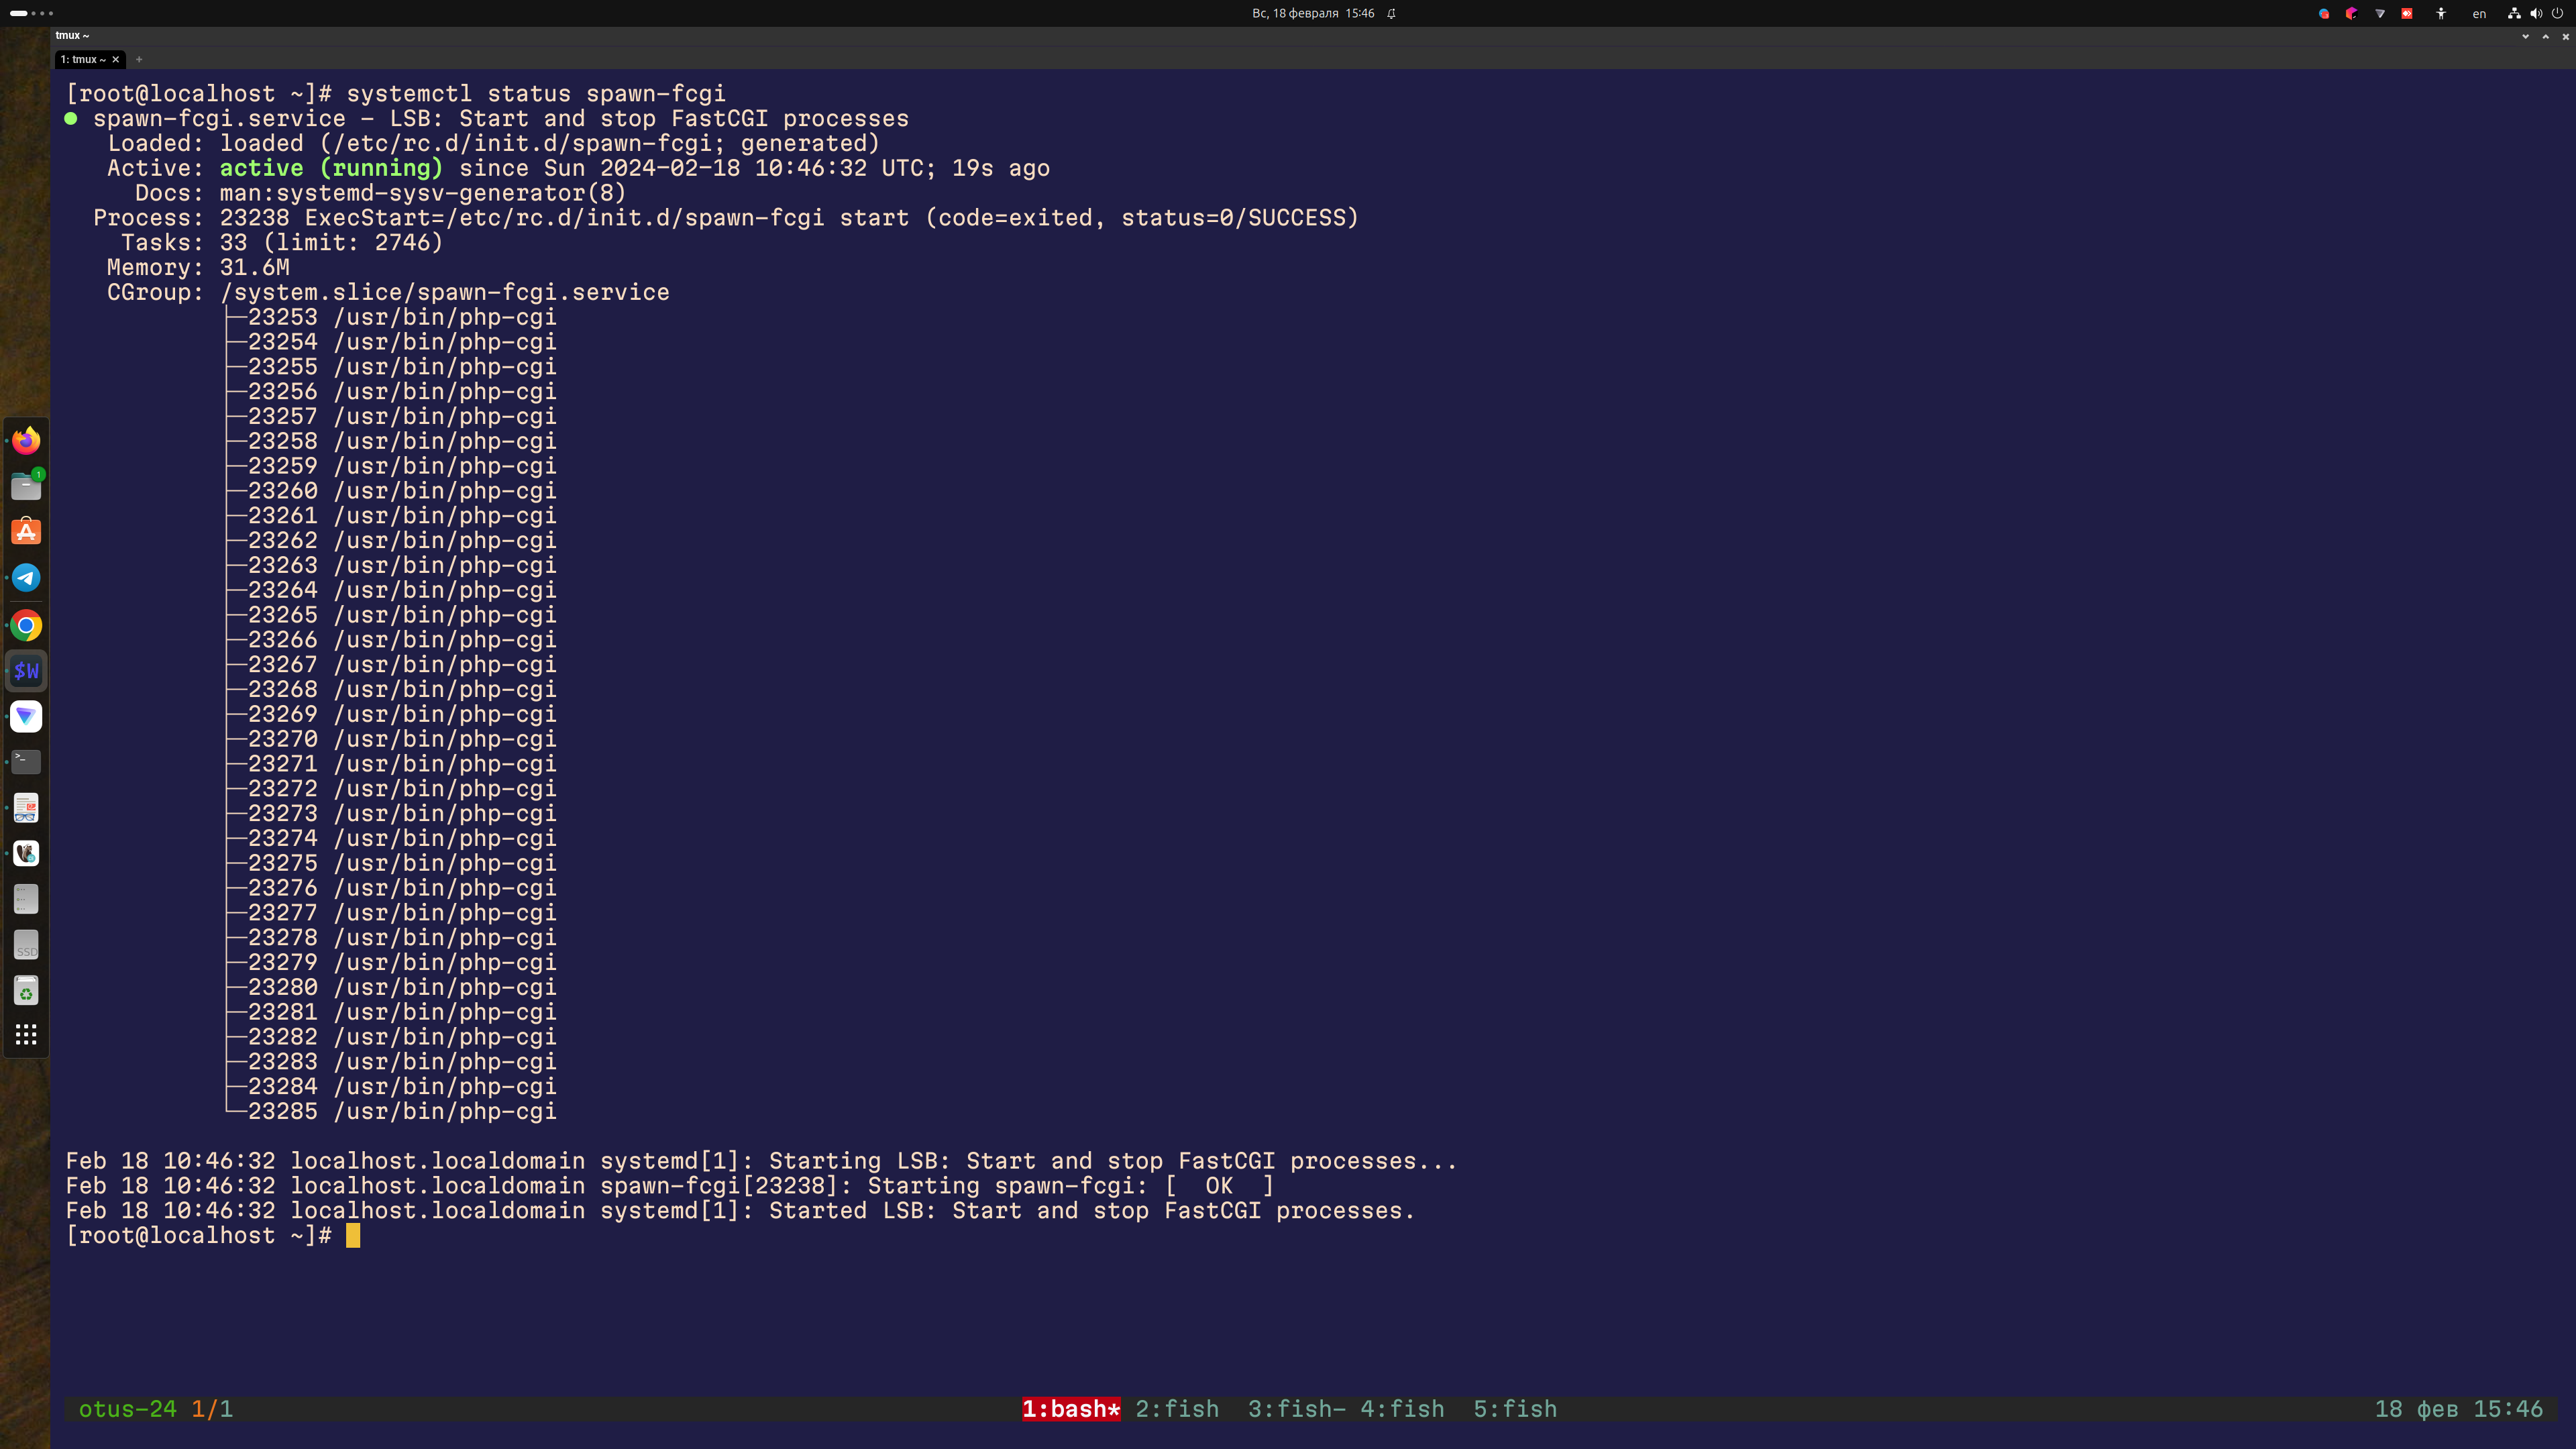 Вс, 18 февраля 15:46
en
tmux ~
1: tmux ~
[root@localhost ~]# systemctl status spawn-fcgi
● spawn-fcgi.service - LSB: Start and stop FastCGI processes
Loaded: loaded (/etc/rc.d/init.d/spawn-fcgi; generated)
Active: active (running) since Sun 2024-02-18 10:46:32 UTC; 19s ago
Docs: man:systemd-sysv-generator(8)
Process: 23238 ExecStart=/etc/rc.d/init.d/spawn-fcgi start (code=exited, status=0/SUCCESS)
Tasks: 33 (limit: 2746)
Memory: 31.6M
CGroup: /system.slice/spawn-fcgi.service
├─23253 /usr/bin/php-cgi
├─23254 /usr/bin/php-cgi
├─23255 /usr/bin/php-cgi
├─23256 /usr/bin/php-cgi
├─23257 /usr/bin/php-cgi
├─23258 /usr/bin/php-cgi
├─23259 /usr/bin/php-cgi
├─23260 /usr/bin/php-cgi
├─23261 /usr/bin/php-cgi
├─23262 /usr/bin/php-cgi
├─23263 /usr/bin/php-cgi
├─23264 /usr/bin/php-cgi
├─23265 /usr/bin/php-cgi
├─23266 /usr/bin/php-cgi
├─23267 /usr/bin/php-cgi
├─23268 /usr/bin/php-cgi
├─23269 /usr/bin/php-cgi
├─23270 /usr/bin/php-cgi
├─23271 /usr/bin/php-cgi
├─23272 /usr/bin/php-cgi
├─23273 /usr/bin/php-cgi
├─23274 /usr/bin/php-cgi
├─23275 /usr/bin/php-cgi
├─23276 /usr/bin/php-cgi
├─23277 /usr/bin/php-cgi
├─23278 /usr/bin/php-cgi
├─23279 /usr/bin/php-cgi
├─23280 /usr/bin/php-cgi
├─23281 /usr/bin/php-cgi
├─23282 /usr/bin/php-cgi
├─23283 /usr/bin/php-cgi
├─23284 /usr/bin/php-cgi
└─23285 /usr/bin/php-cgi
Feb 18 10:46:32 localhost.localdomain systemd[1]: Starting LSB: Start and stop FastCGI processes...
Feb 18 10:46:32 localhost.localdomain spawn-fcgi[23238]: Starting spawn-fcgi: [  OK  ]
Feb 18 10:46:32 localhost.localdomain systemd[1]: Started LSB: Start and stop FastCGI processes.
[root@localhost ~]#
otus-24 1/1 1:bash* 2:fish 3:fish- 4:fish 5:fish 18 фев 15:46
1
$W
SSD